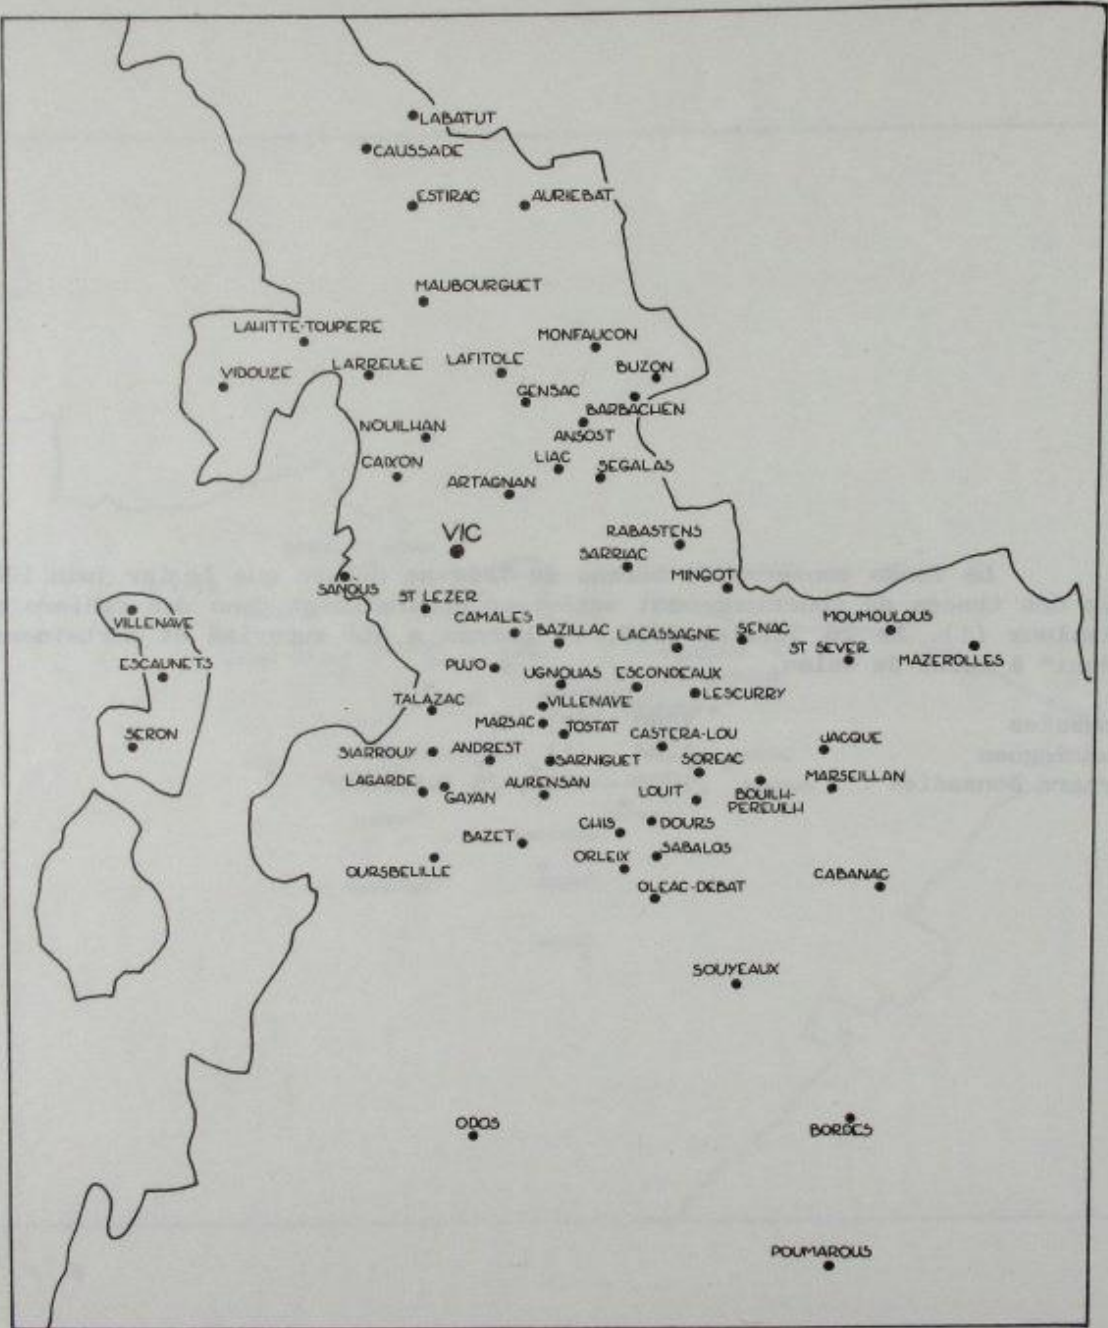 LABATUT
CAUSSADE
ESTIRAC
AURIEBAT
MAUBOURGUET
LAHITTE-TOUPIERE
MONFAUCON
VIDOUZE
LARREULE
LAFITOLE
BUZON
GENSAC
BARBACHEN
NOUILHAN
ANSOST
CAIXON
LIAC
SEGALAS
ARTAGNAN
VIC
RABASTENS
SARRIAC
MINGOT
SANOUS
ST LEZER
VILLENAVE
CAMALES
BAZILLAC
LACASSAGNE
SENAC
MOUMOULOUS
ST SEVER
MAZEROLLES
ESCAUNETS
PUJO
UGNOUAS
ESCONDEAUX
LESCURRY
TALAZAC
VILLENAVE
MARSAC
TOSTAT
CASTERA-LOU
JACQUE
SERON
SIARROUY
ANDREST
SARNIGUET
SOREAC
MARSEILLAN
LAGARDE
GAYAN
AURENSAN
LOUIT
BOUILH-
PEREUILH
CHIS
DOURS
BAZET
ORLEIX
SABALOS
OURSBELILLE
OLEAC-DEBAT
CABANAC
SOUYEAUX
ODOS
BORDES
POUMAROUS